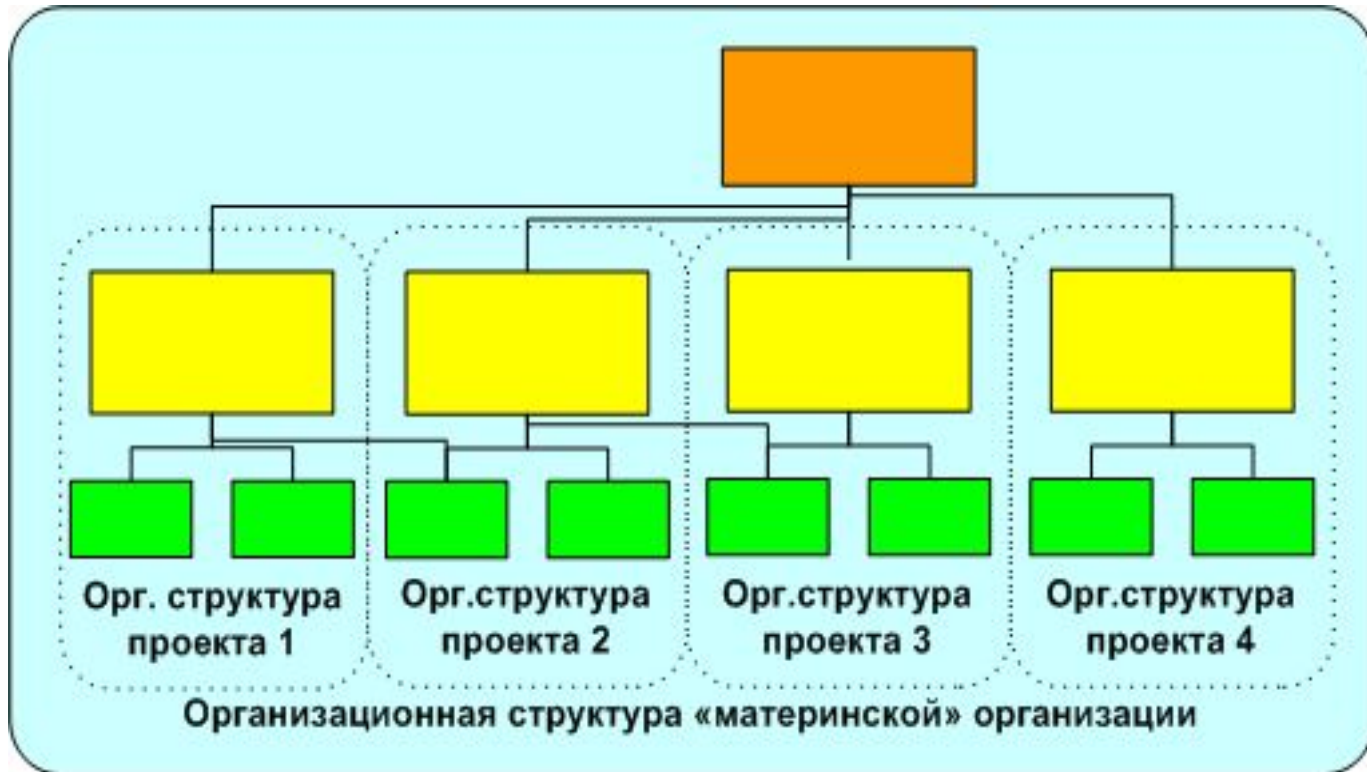 Орг. структура
проекта 1
Орг.структура
проекта 2
Орг.структура
проекта 3
Орг.структура
проекта 4
Организационная структура «материнской» организации